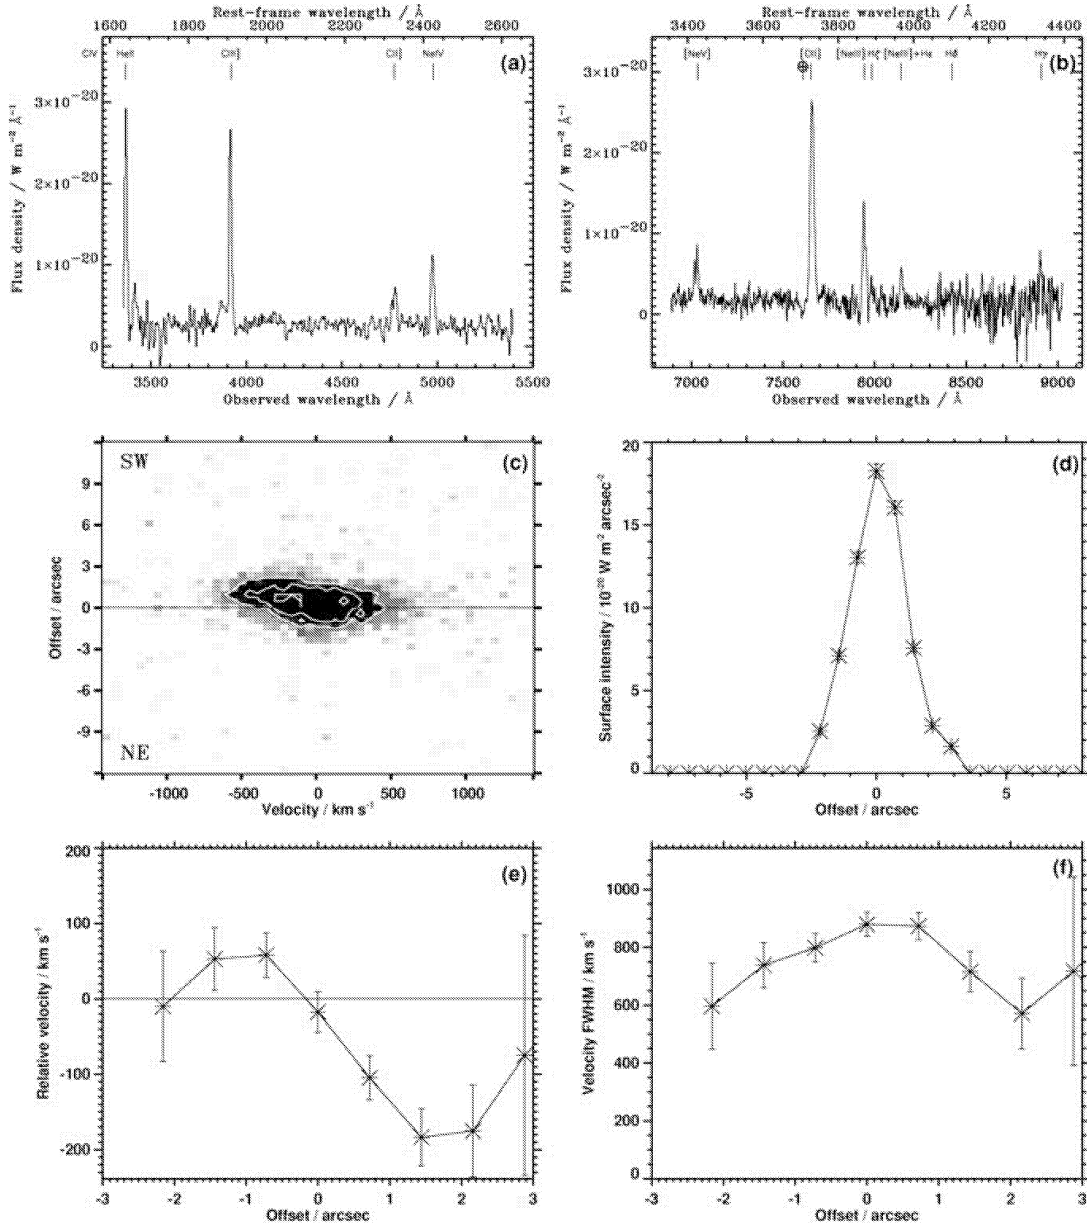 Rest-frame wavelength / Å
1600 1800 2000 2200 2400 2600
CIV HeII CIII] CII] NeIV
(a)
3×10⁻²⁰
2×10⁻²⁰
1×10⁻²⁰
0
Flux density / W m⁻² Å⁻¹
3500 4000 4500 5000 5500
Observed wavelength / Å
Rest-frame wavelength / Å
3400 3600 3800 4000 4200 4400
[NeV] [OII] [NeIII] Hζ [NeIII]+Hε Hδ Hγ
⊕
(b)
3×10⁻²⁰
2×10⁻²⁰
1×10⁻²⁰
0
Flux density / W m⁻² Å⁻¹
7000 7500 8000 8500 9000
Observed wavelength / Å
SW
(c)
9
6
3
0
-3
-6
-9
NE
Offset / arcsec
-1000 -500 0 500 1000
Velocity / km s⁻¹
(d)
20
15
10
5
0
Surface intensity / 10⁻²⁰ W m⁻² arcsec⁻²
-5 0 5
Offset / arcsec
(e)
200
100
0
-100
-200
Relative velocity / km s⁻¹
-3 -2 -1 0 1 2 3
Offset / arcsec
(f)
1000
800
600
400
200
0
Velocity FWHM / km s⁻¹
-3 -2 -1 0 1 2 3
Offset / arcsec